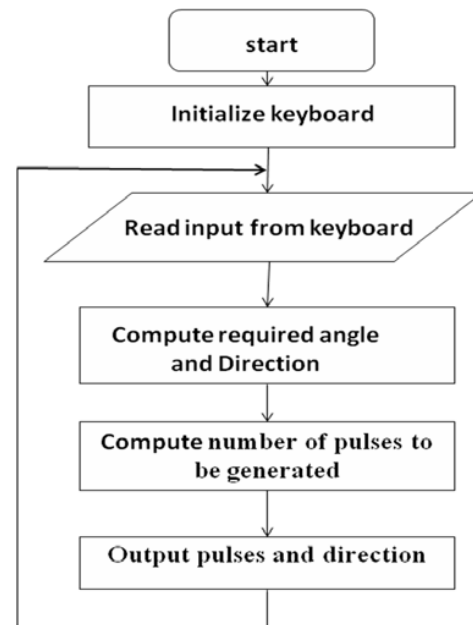 start
Initialize keyboard
Read input from keyboard
Compute required angle
and Direction
Compute number of pulses to
be generated
Output pulses and direction